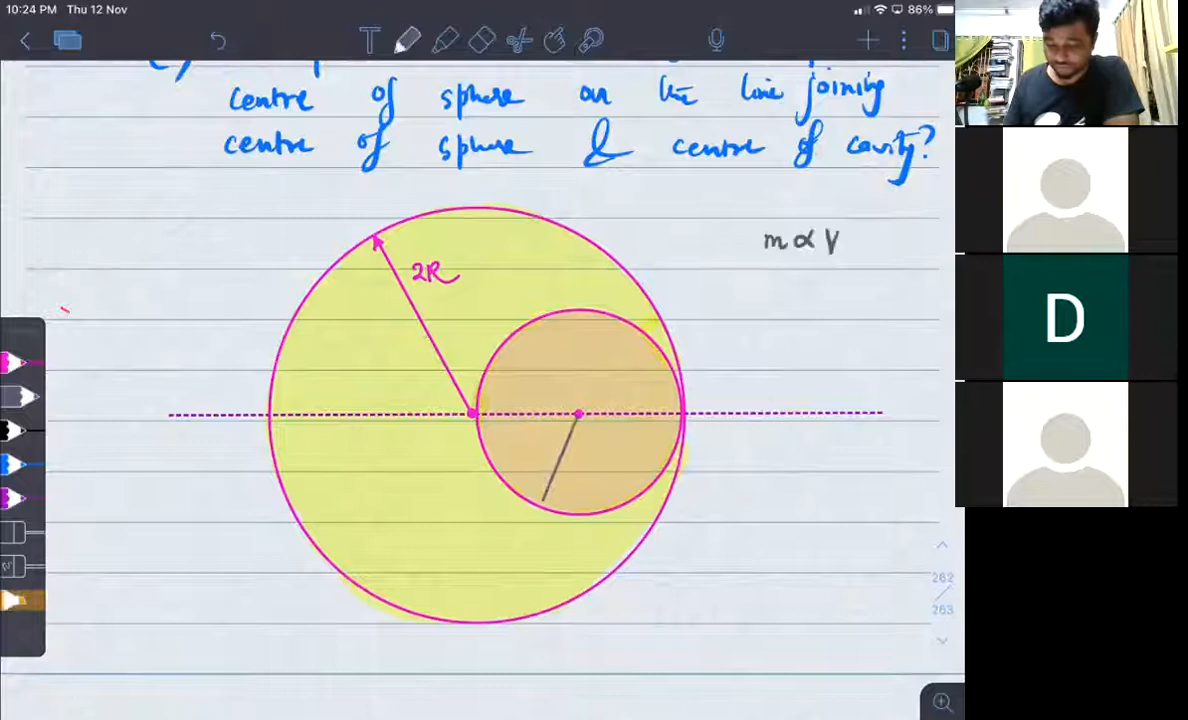 10:24 PM Thu 12 Nov
86%
T
centre of sphere on the line joining
centre of sphere & centre of cavity?
m ∝ V
2R
D
262
263